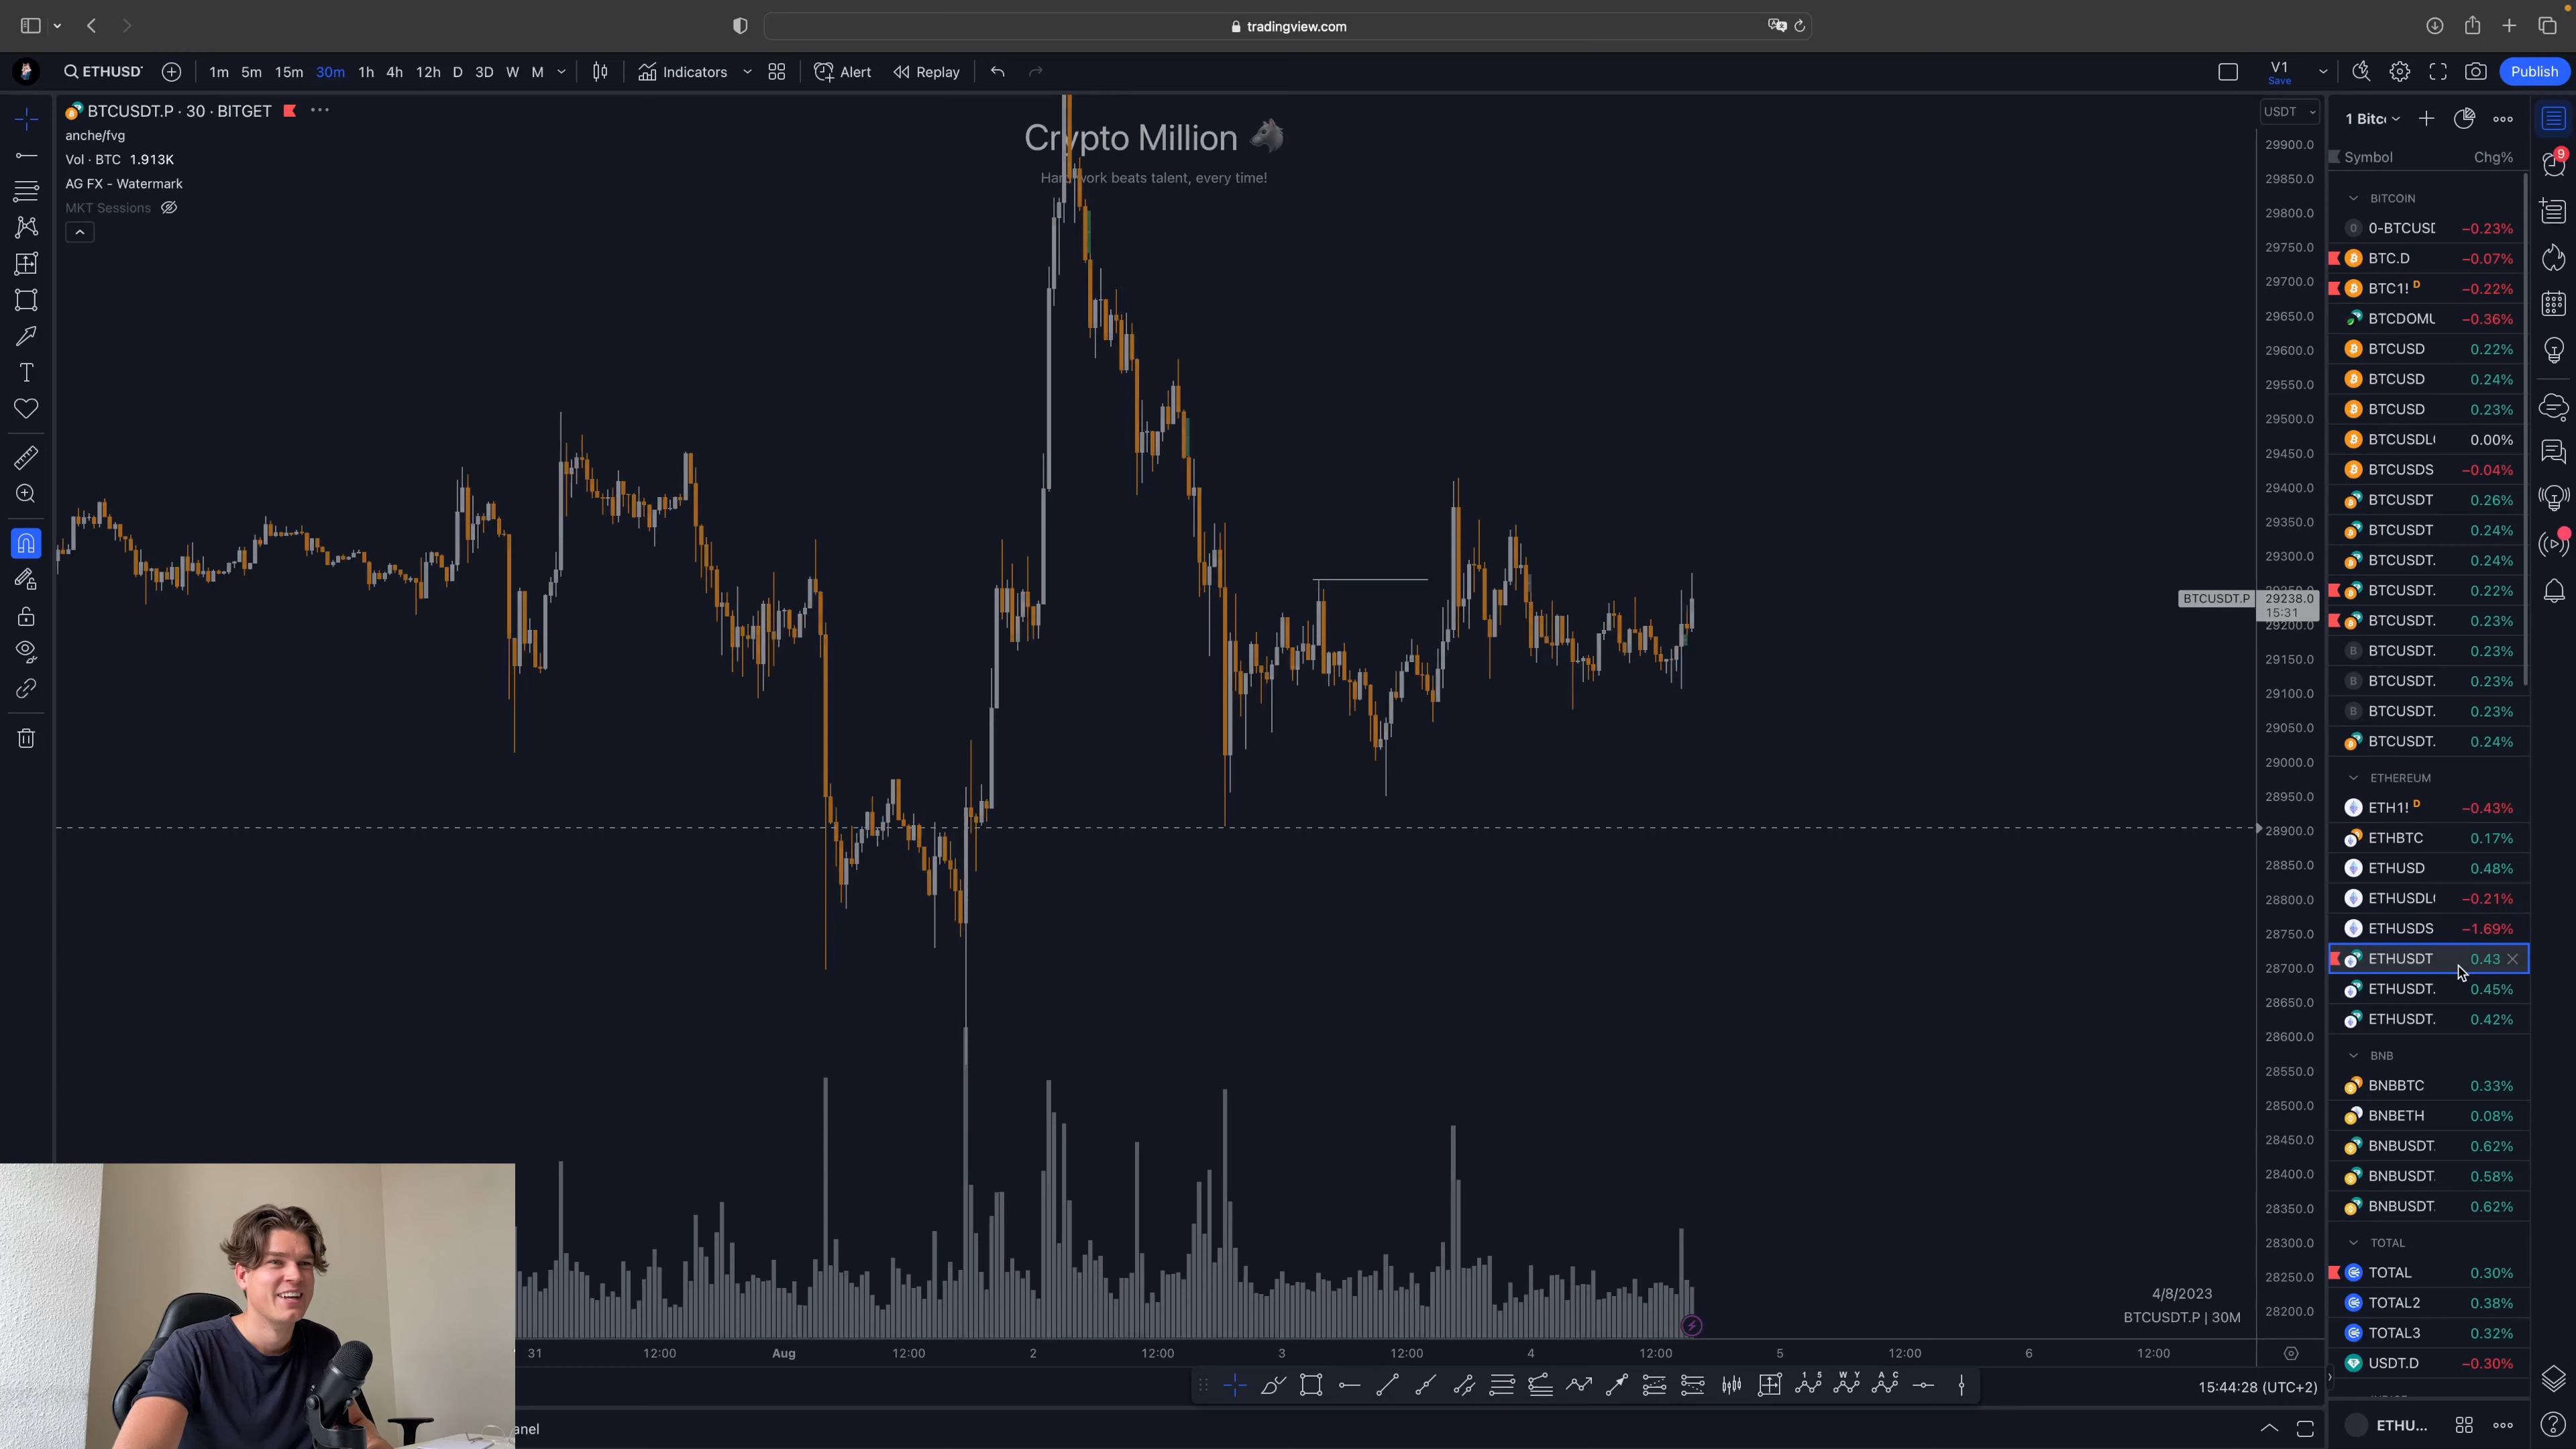 tradingview.com
ETHUSD
1m 5m 15m 30m 1h 4h 12h D 3D W M Indicators Alert Replay
V1
Save
Publish
BTCUSDT.P · 30 · BITGET
anche/fvg
Vol · BTC 1.913K
AG FX - Watermark
MKT Sessions
Crypto Million
Hard work beats talent, every time!
USDT
29900.0
29850.0
29800.0
29750.0
29700.0
29650.0
29600.0
29550.0
29500.0
29450.0
29400.0
29350.0
29300.0
BTCUSDT.P 29238.0
15:31
29200.0
29150.0
29100.0
29050.0
29000.0
28950.0
28900.0
28850.0
28800.0
28750.0
28700.0
28650.0
28600.0
28550.0
28500.0
28450.0
28400.0
28350.0
28300.0
28250.0
28200.0
1 Bitc
Symbol Chg%
9
BITCOIN
0-BTCUSD −0.23%
BTC.D −0.07%
BTC1! D −0.22%
BTCDOMU −0.36%
BTCUSD 0.22%
BTCUSD 0.24%
BTCUSD 0.23%
BTCUSDL 0.00%
BTCUSDS −0.04%
BTCUSDT 0.26%
BTCUSDT 0.24%
BTCUSDT. 0.24%
BTCUSDT. 0.22%
BTCUSDT. 0.23%
B BTCUSDT. 0.23%
B BTCUSDT. 0.23%
B BTCUSDT. 0.23%
BTCUSDT. 0.24%
ETHEREUM
ETH1! D −0.43%
ETHBTC 0.17%
ETHUSD 0.48%
ETHUSDL −0.21%
ETHUSDS −1.69%
ETHUSDT 0.43
ETHUSDT. 0.45%
ETHUSDT. 0.42%
BNB
BNBBTC 0.33%
BNBETH 0.08%
BNBUSDT 0.62%
BNBUSDT 0.58%
BNBUSDT 0.62%
TOTAL
TOTAL 0.30%
TOTAL2 0.38%
TOTAL3 0.32%
USDT.D −0.30%
ETHU...
4/8/2023
BTCUSDT.P | 30M
31 12:00 Aug 12:00 2 12:00 3 12:00 4 12:00 5 12:00 6 12:00
15:44:28 (UTC+2)
anel